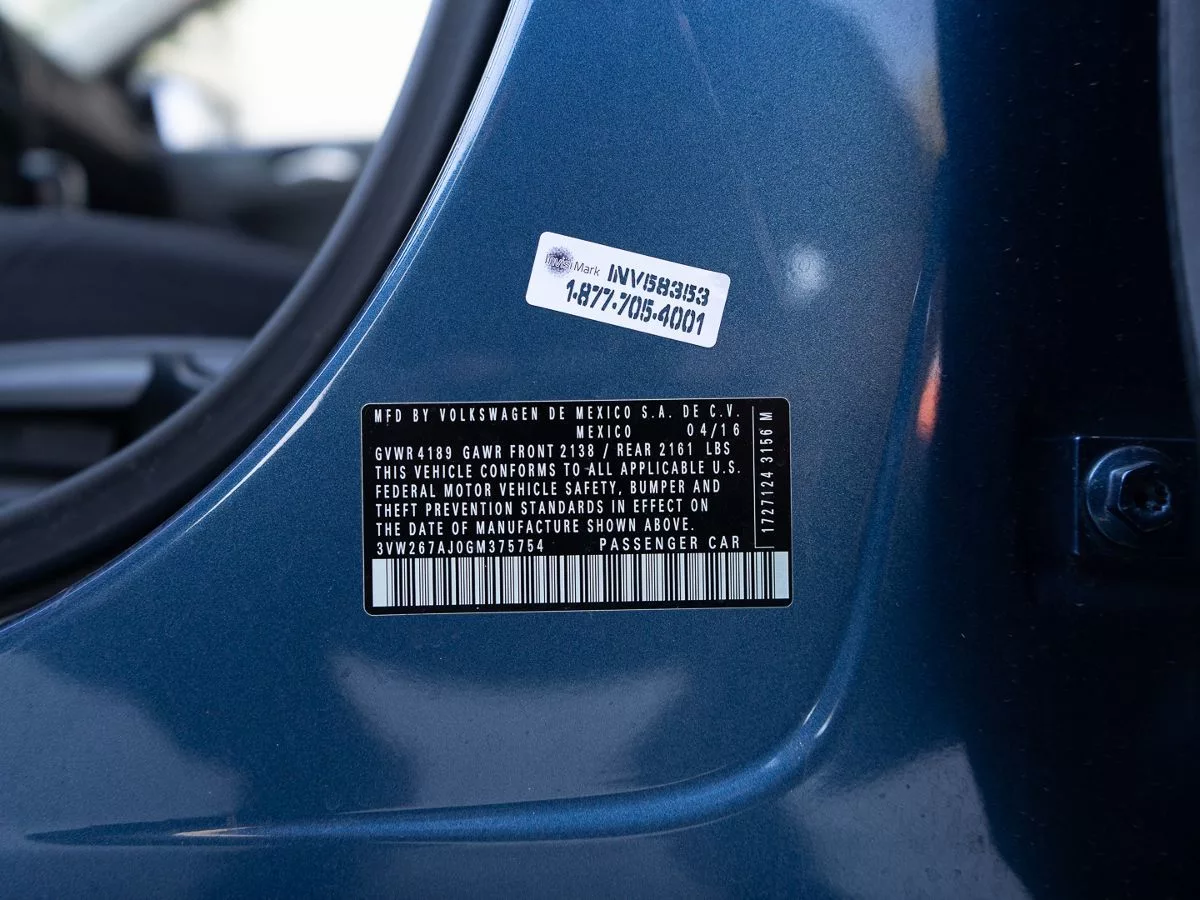 InvisiMark INV58353
1-877-705-4001
MFD BY VOLKSWAGEN DE MEXICO S.A. DE C.V.
MEXICO 04/16
GVWR 4189 GAWR FRONT 2138 / REAR 2161 LBS
THIS VEHICLE CONFORMS TO ALL APPLICABLE U.S.
FEDERAL MOTOR VEHICLE SAFETY, BUMPER AND
THEFT PREVENTION STANDARDS IN EFFECT ON
THE DATE OF MANUFACTURE SHOWN ABOVE.
3VW267AJ0GM375754 PASSENGER CAR
1727124 3156 M